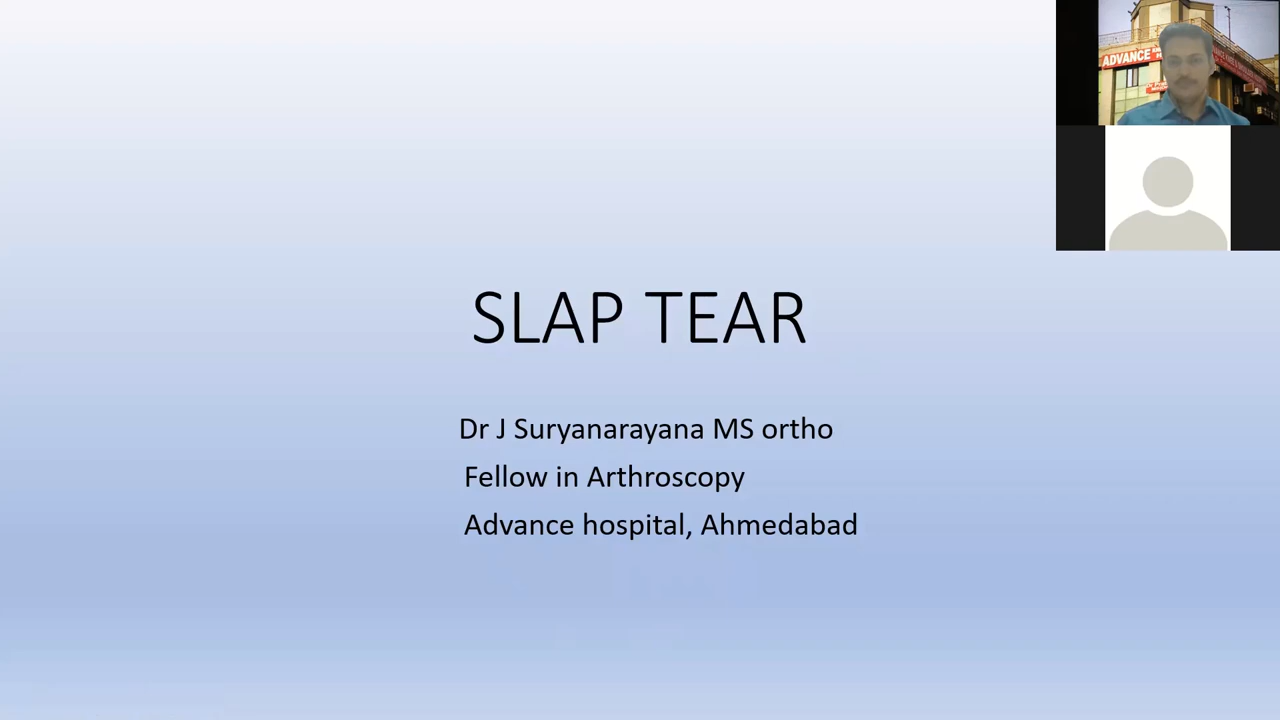 SLAP TEAR
Dr J Suryanarayana MS ortho
Fellow in Arthroscopy
Advance hospital, Ahmedabad
ADVANCE